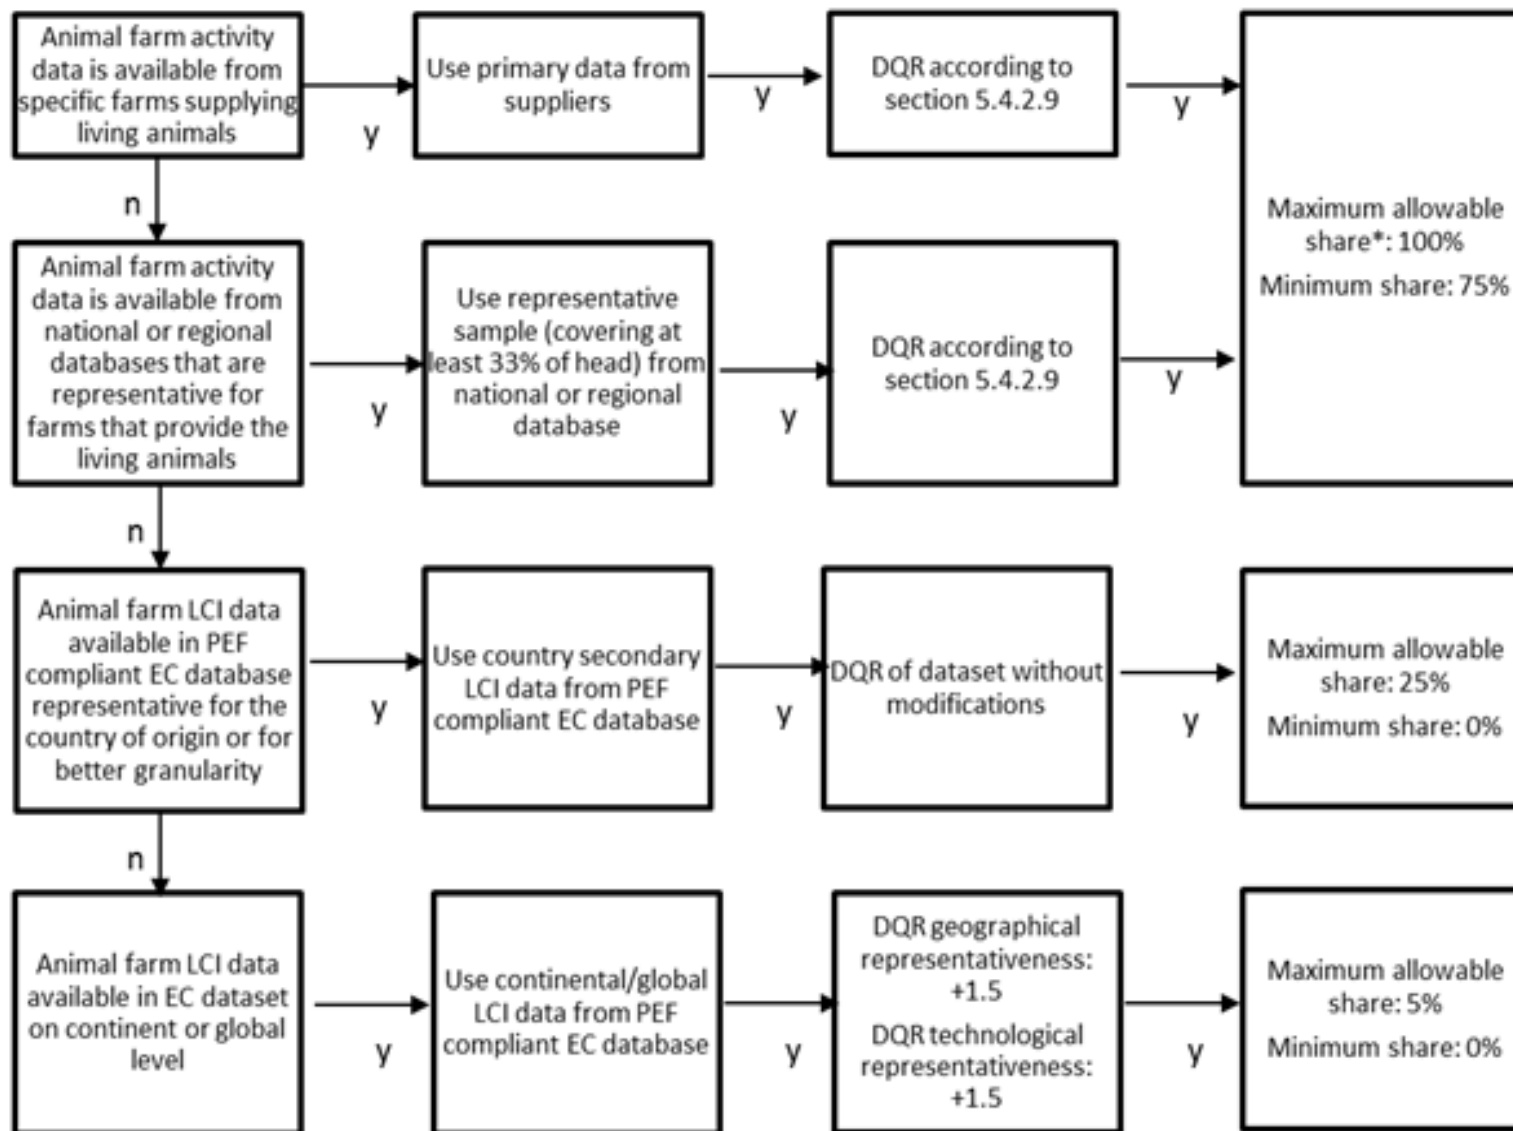 Animal farm activity
data is available from
specific farms supplying
living animals
y
Use primary data from
suppliers
y
DQR according to
section 5.4.2.9
y
Maximum allowable
share*: 100%
Minimum share: 75%
n
Animal farm activity
data is available from
national or regional
databases that are
representative for
farms that provide the
living animals
y
Use representative
sample (covering at
least 33% of head) from
national or regional
database
y
DQR according to
section 5.4.2.9
y
n
Animal farm LCI data
available in PEF
compliant EC database
representative for the
country of origin or for
better granularity
y
Use country secondary
LCI data from PEF
compliant EC database
y
DQR of dataset without
modifications
y
Maximum allowable
share: 25%
Minimum share: 0%
n
Animal farm LCI data
available in EC dataset
on continent or global
level
y
Use continental/global
LCI data from PEF
compliant EC database
y
DQR geographical
representativeness:
+1.5
DQR technological
representativeness:
+1.5
y
Maximum allowable
share: 5%
Minimum share: 0%